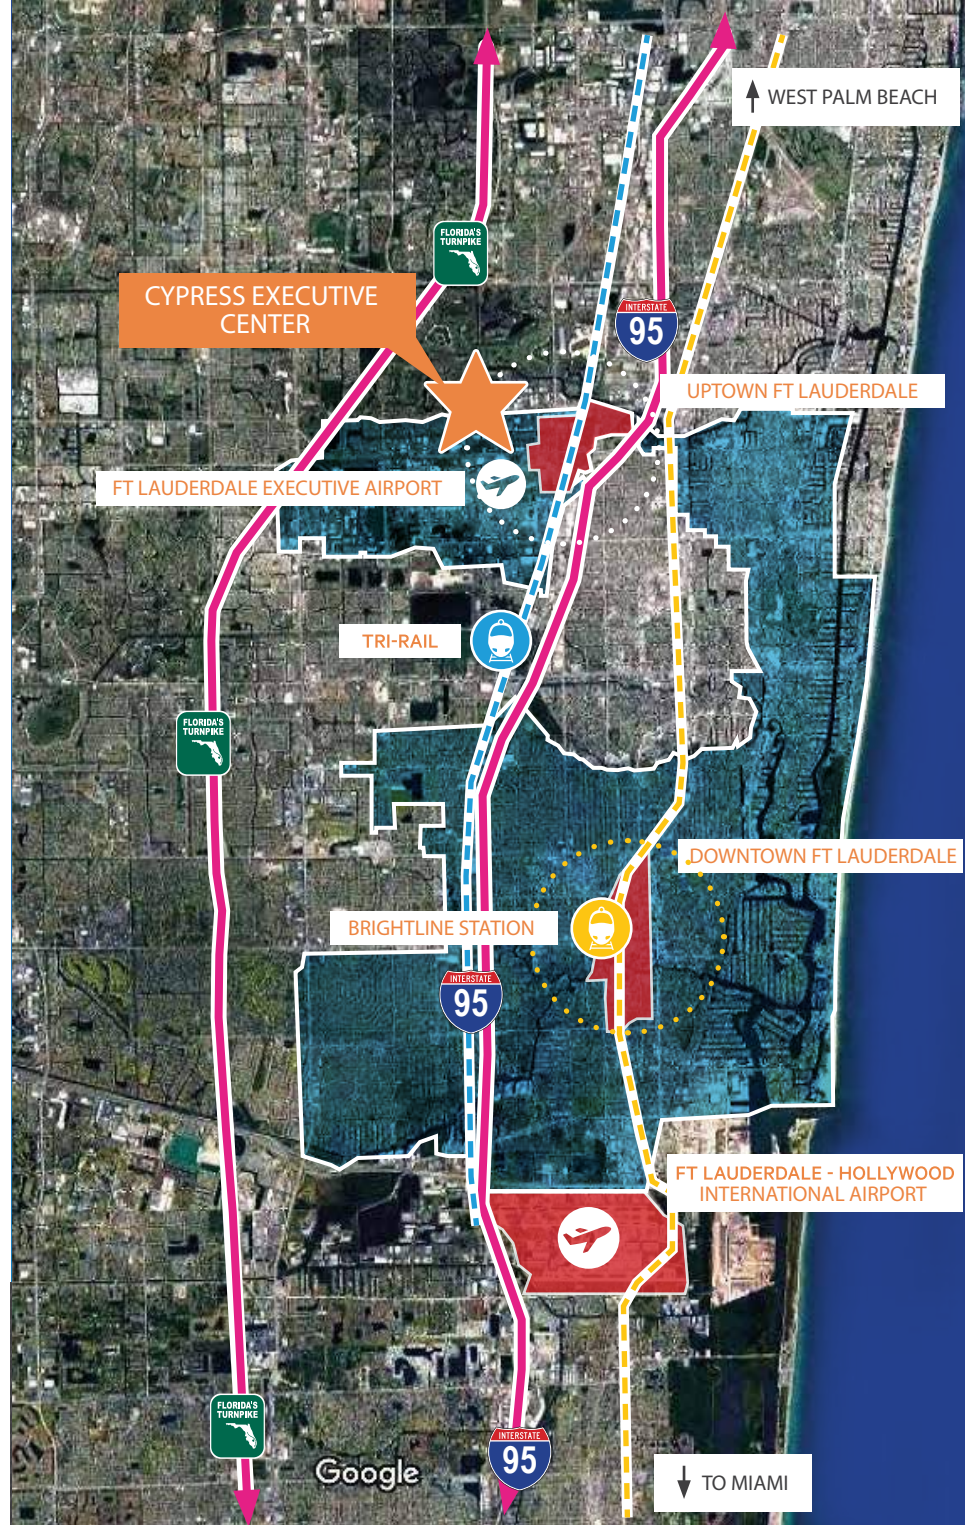 WEST PALM BEACH
FLORIDA'S
TURNPIKE
CYPRESS EXECUTIVE
CENTER
INTERSTATE
95
UPTOWN FT LAUDERDALE
FT LAUDERDALE EXECUTIVE AIRPORT
TRI-RAIL
FLORIDA'S
TURNPIKE
DOWNTOWN FT LAUDERDALE
BRIGHTLINE STATION
INTERSTATE
95
FT LAUDERDALE - HOLLYWOOD
INTERNATIONAL AIRPORT
FLORIDA'S
TURNPIKE
INTERSTATE
95
Google
TO MIAMI